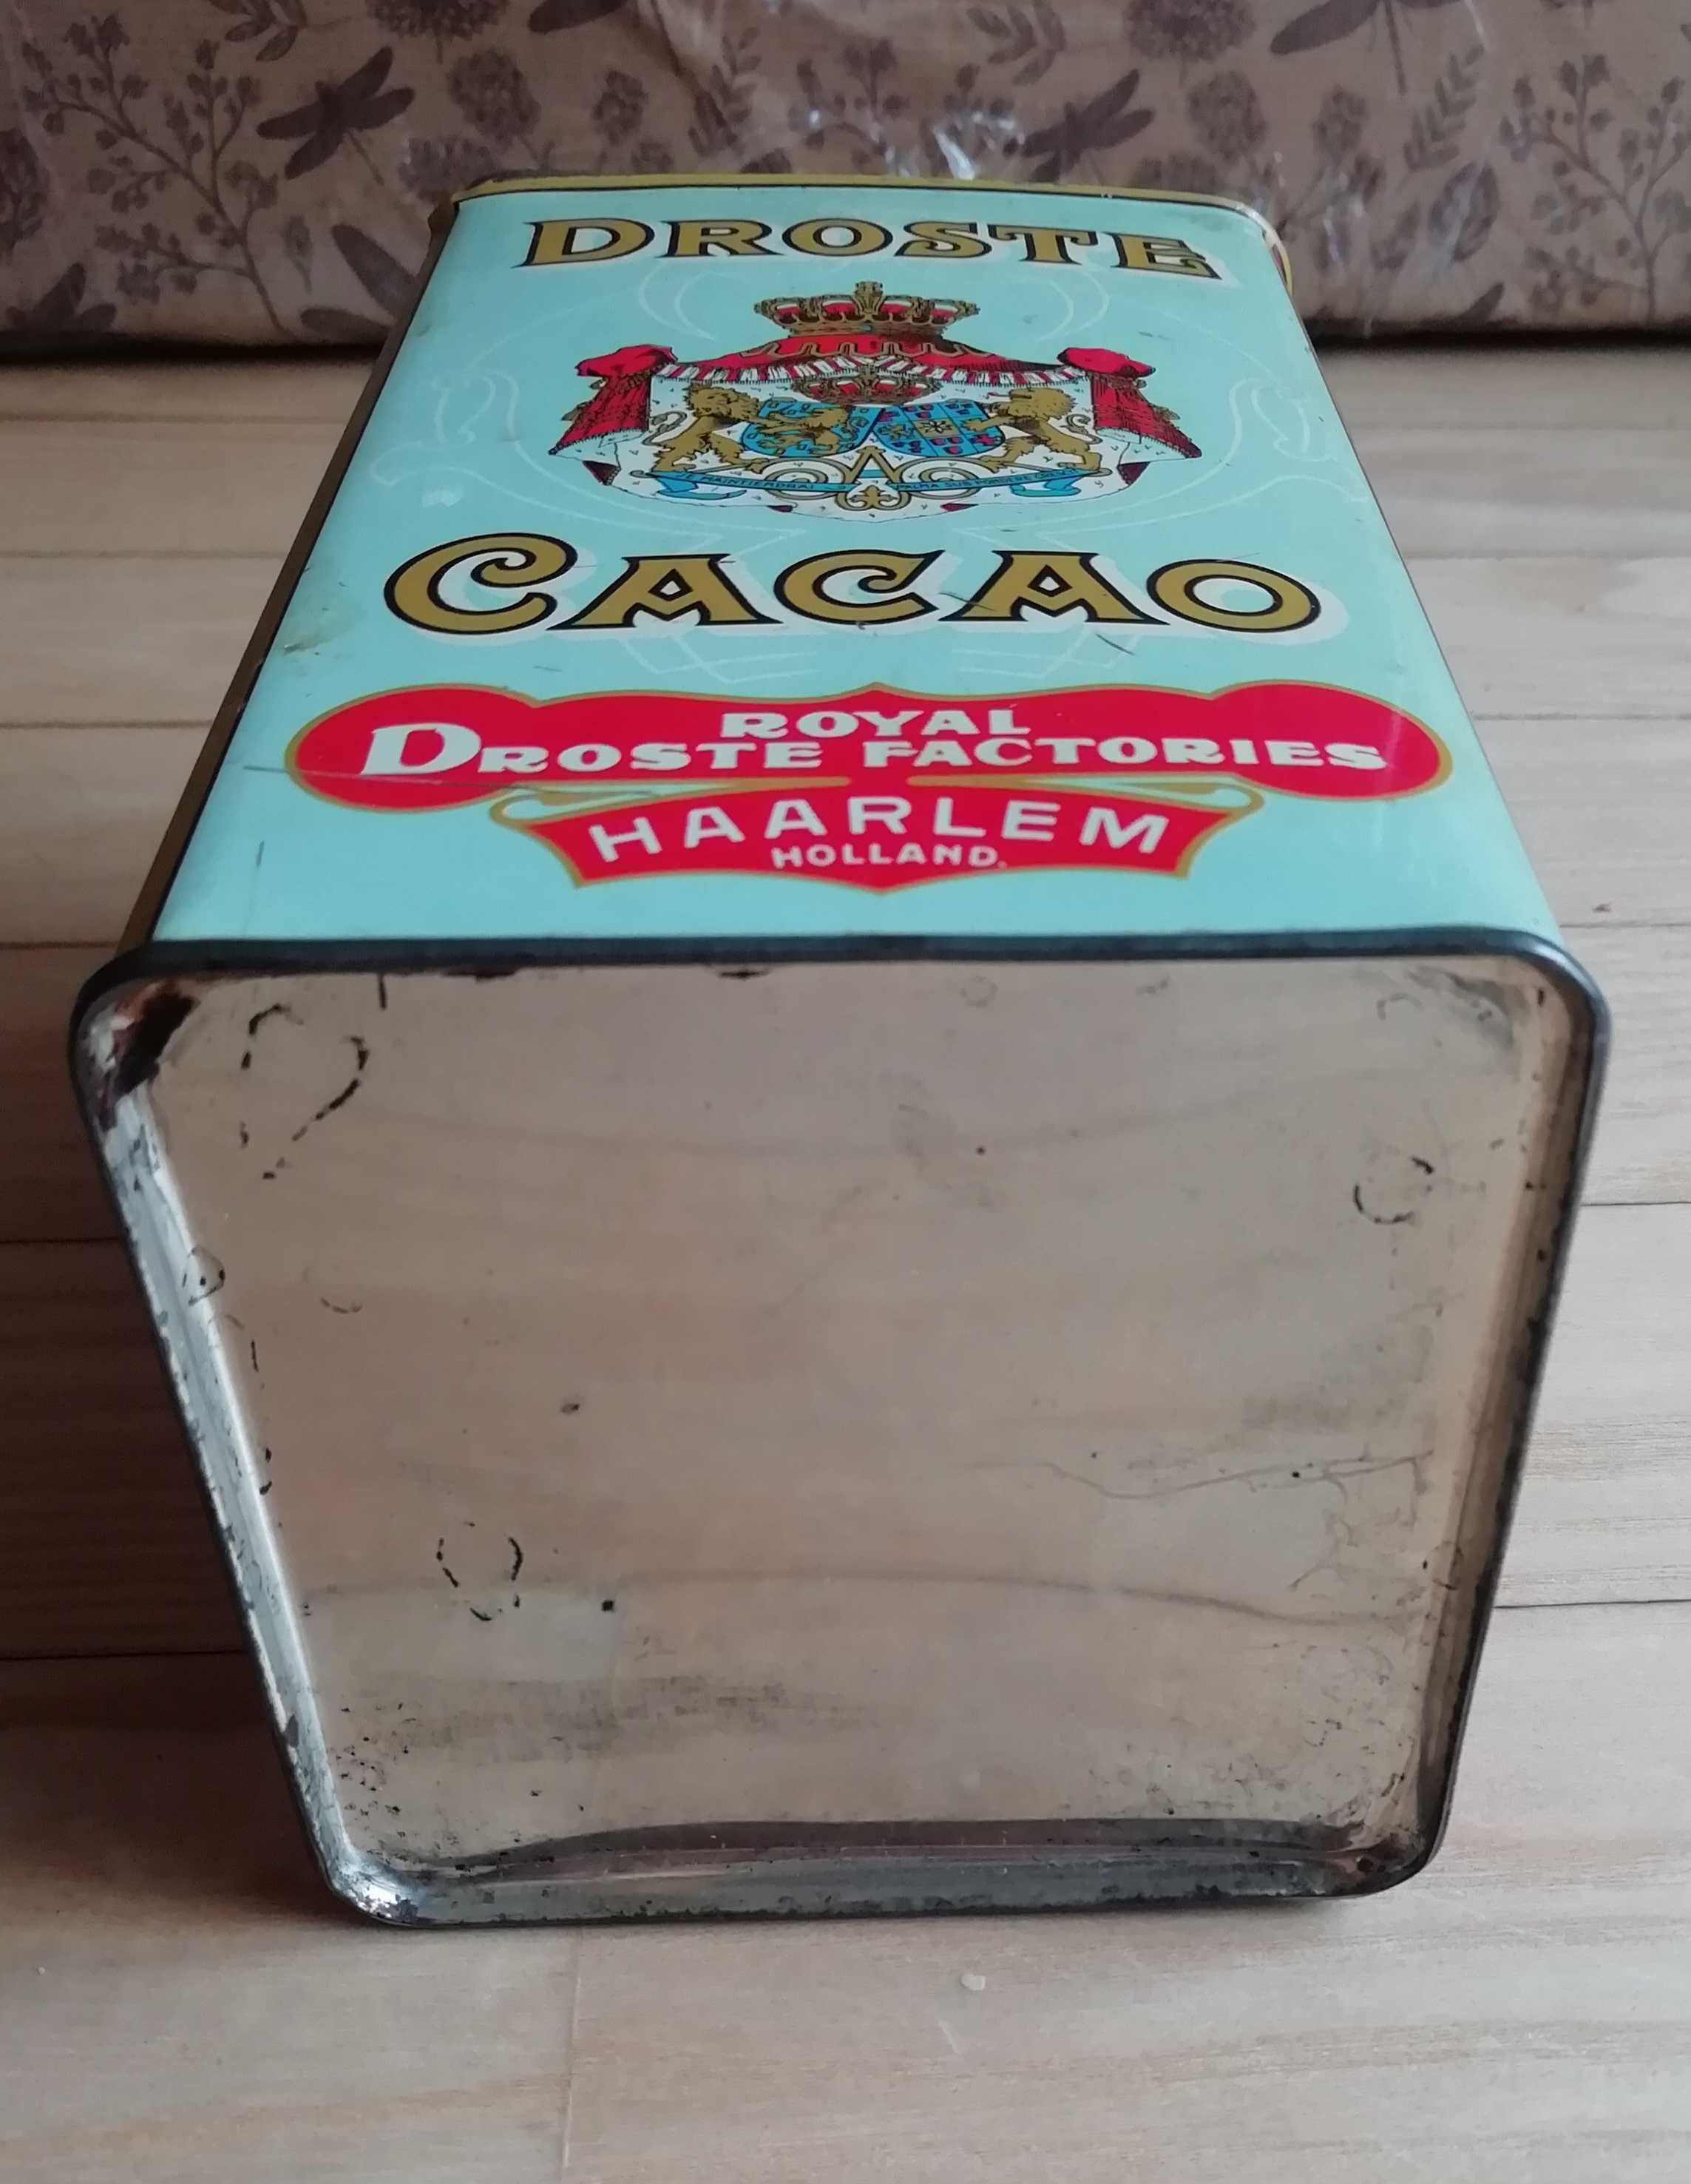 DROSTE
CACAO
ROYAL
DROSTE FACTORIES
HAARLEM
HOLLAND.